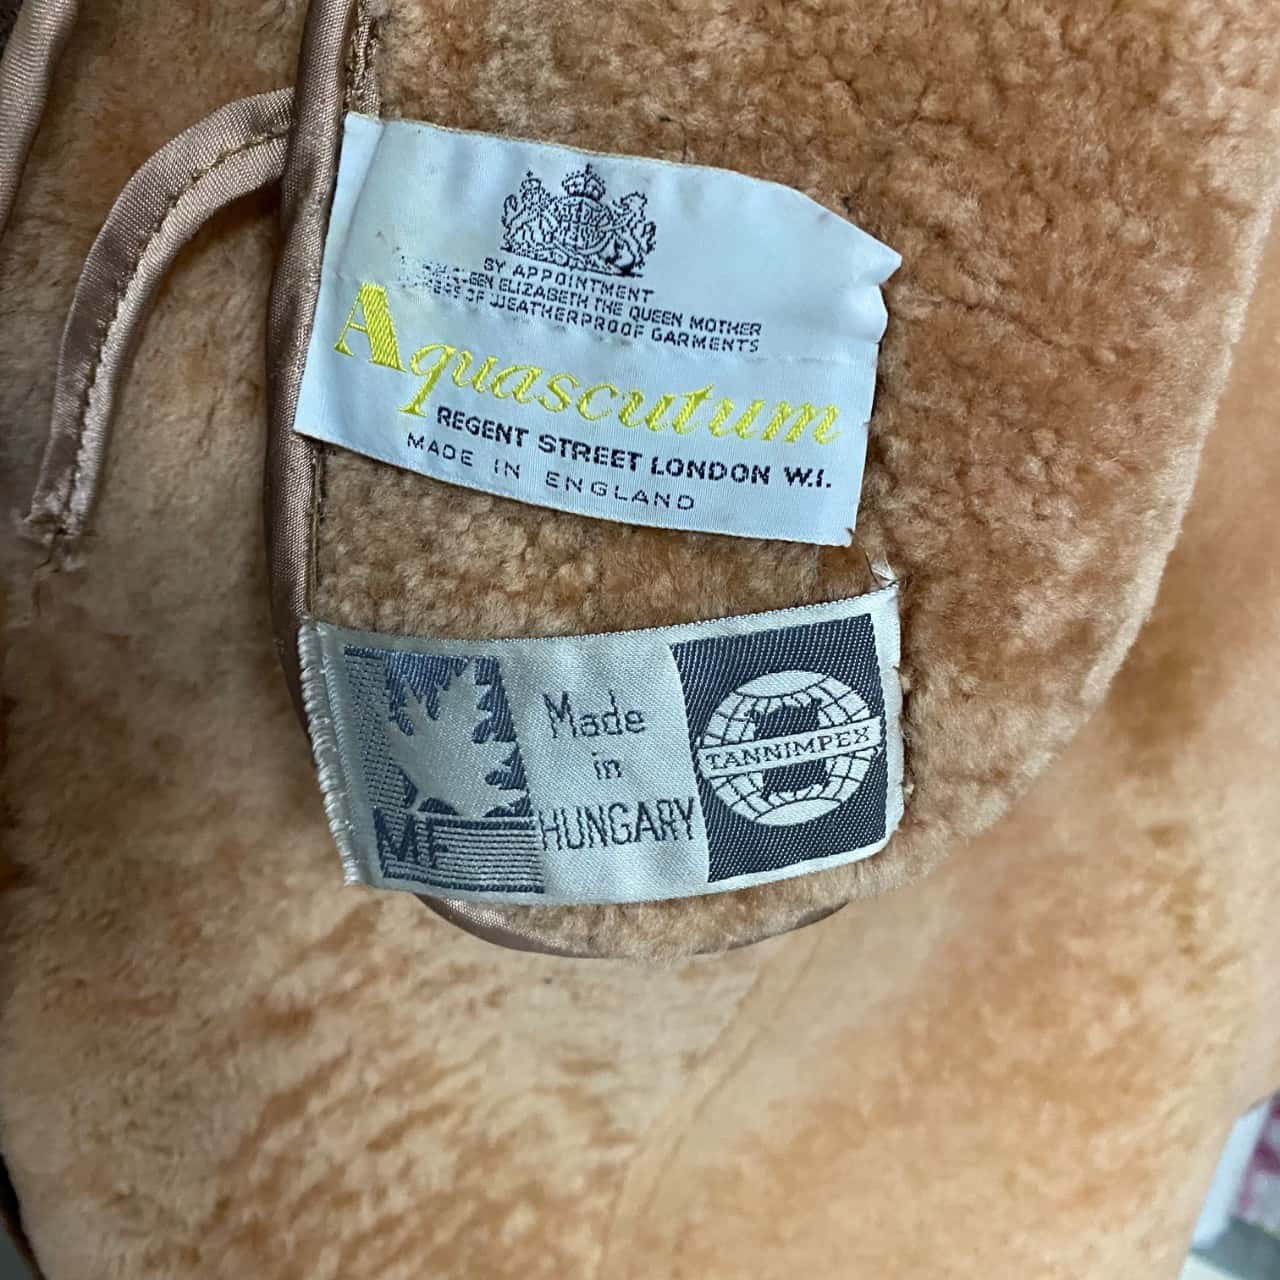 BY APPOINTMENT
ELIZABETH THE QUEEN MOTHER
OF WEATHERPROOF GARMENTS
Aquascutum
REGENT STREET LONDON W.I.
MADE IN ENGLAND
Made
in
HUNGARY
MF
TANNIMPEX